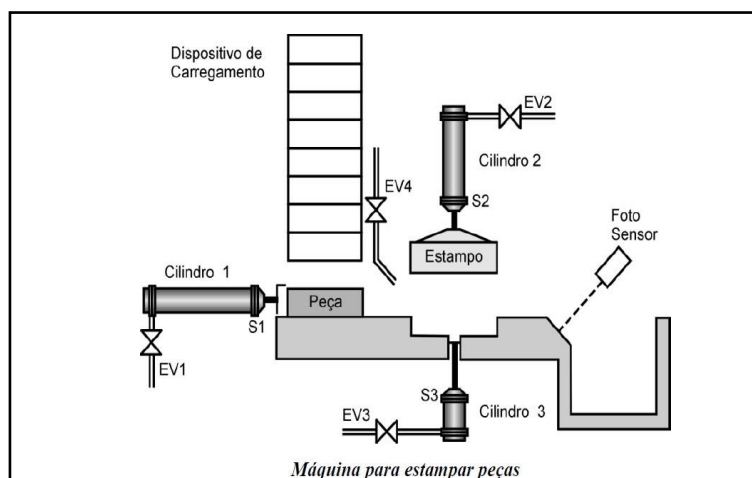 Dispositivo de
Carregamento
EV2
Cilindro 2
EV4
S2
Foto
Sensor
Estampo
Cilindro 1
Peça
S1
EV1
S3
EV3
Cilindro 3
Máquina para estampar peças